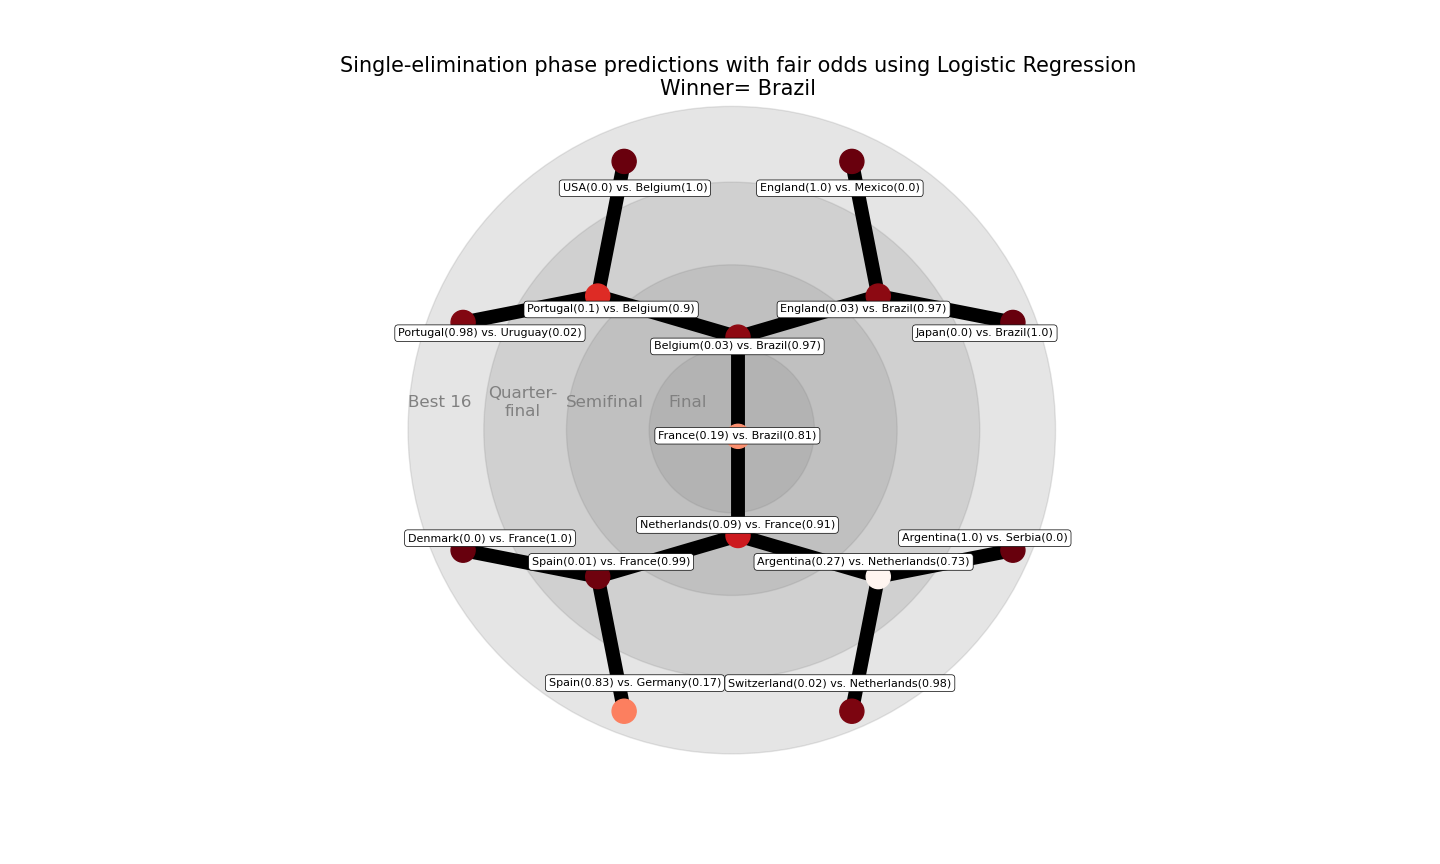 Single-elimination phase predictions with fair odds using Logistic Regression
Winner= Brazil
USA(0.0) vs. Belgium(1.0)
England(1.0) vs. Mexico(0.0)
Portugal(0.1) vs. Belgium(0.9)
England(0.03) vs. Brazil(0.97)
Portugal(0.98) vs. Uruguay(0.02)
Japan(0.0) vs. Brazil(1.0)
Belgium(0.03) vs. Brazil(0.97)
Best 16
Quarter-
final
Semifinal
Final
France(0.19) vs. Brazil(0.81)
Netherlands(0.09) vs. France(0.91)
Denmark(0.0) vs. France(1.0)
Argentina(1.0) vs. Serbia(0.0)
Spain(0.01) vs. France(0.99)
Argentina(0.27) vs. Netherlands(0.73)
Spain(0.83) vs. Germany(0.17)
Switzerland(0.02) vs. Netherlands(0.98)